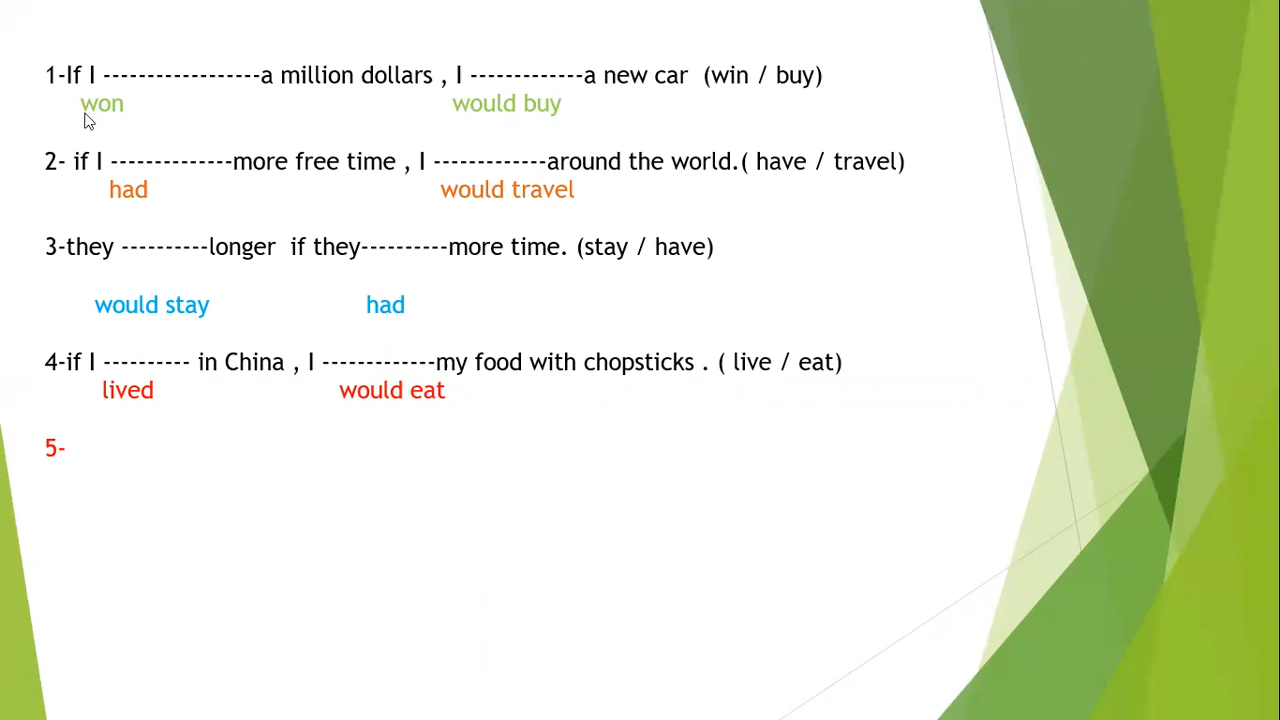 1-If I ------------------a million dollars , I -------------a new car  (win / buy)
won would buy
2- if I --------------more free time , I -------------around the world.( have / travel)
had would travel
3-they ----------longer  if they----------more time. (stay / have)
would stay had
4-if I ---------- in China , I -------------my food with chopsticks . ( live / eat)
lived would eat
5-